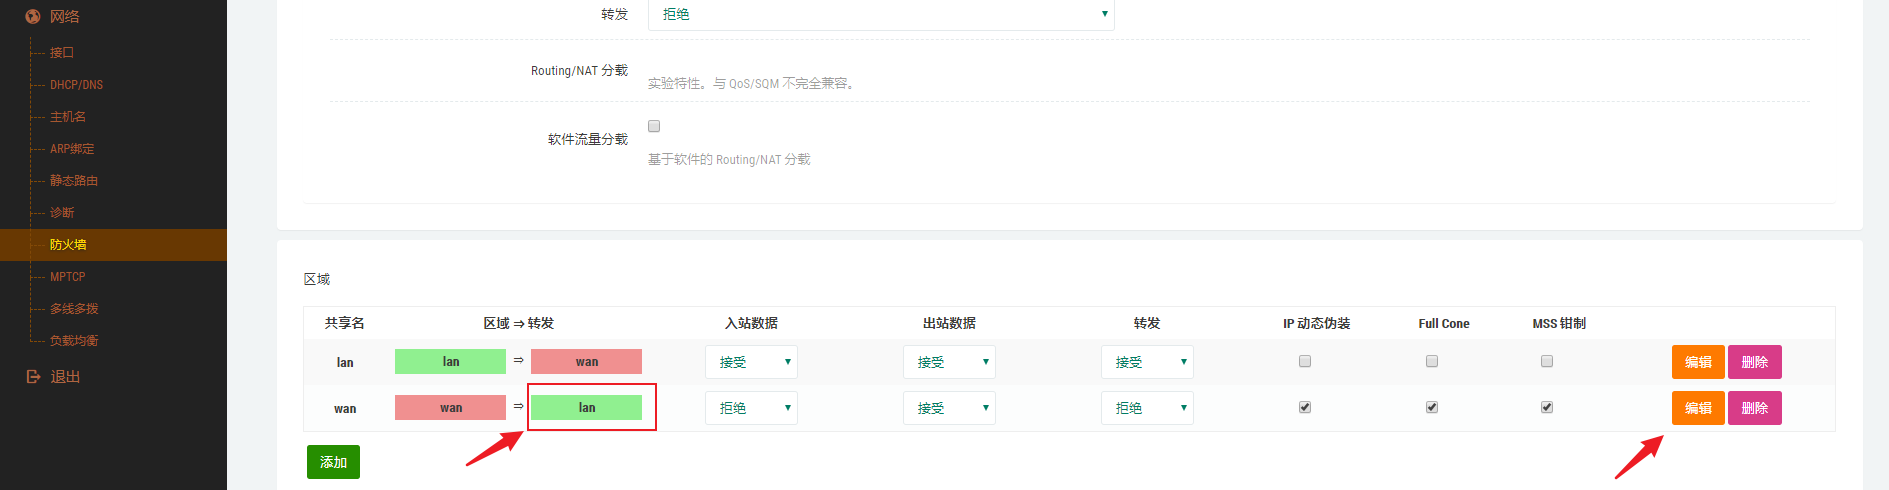 网络
接口
DHCP/DNS
主机名
ARP绑定
静态路由
诊断
防火墙
MPTCP
多线多拨
负载均衡
退出
转发 拒绝
Routing/NAT 分载
实验特性。与 QoS/SQM 不完全兼容。
软件流量分载
基于软件的 Routing/NAT 分载
区域
共享名 区域 ⇒ 转发 入站数据 出站数据 转发 IP 动态伪装 Full Cone MSS 钳制
lan lan ⇒ wan 接受 接受 接受 编辑 删除
wan wan ⇒ lan 拒绝 接受 拒绝 编辑 删除
添加